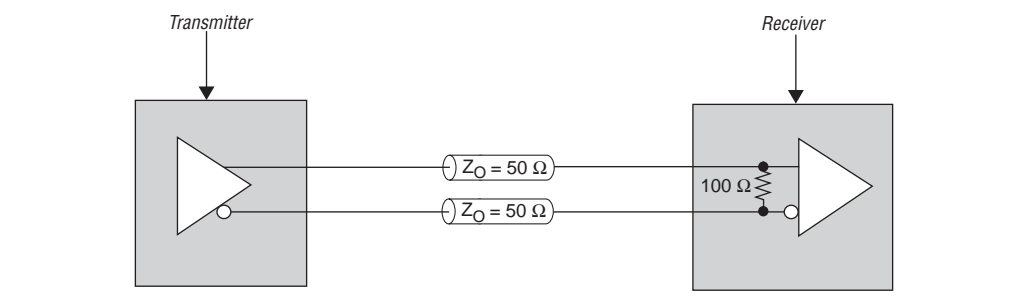 Transmitter
Receiver
Z_O = 50 Ω
100 Ω
Z_O = 50 Ω